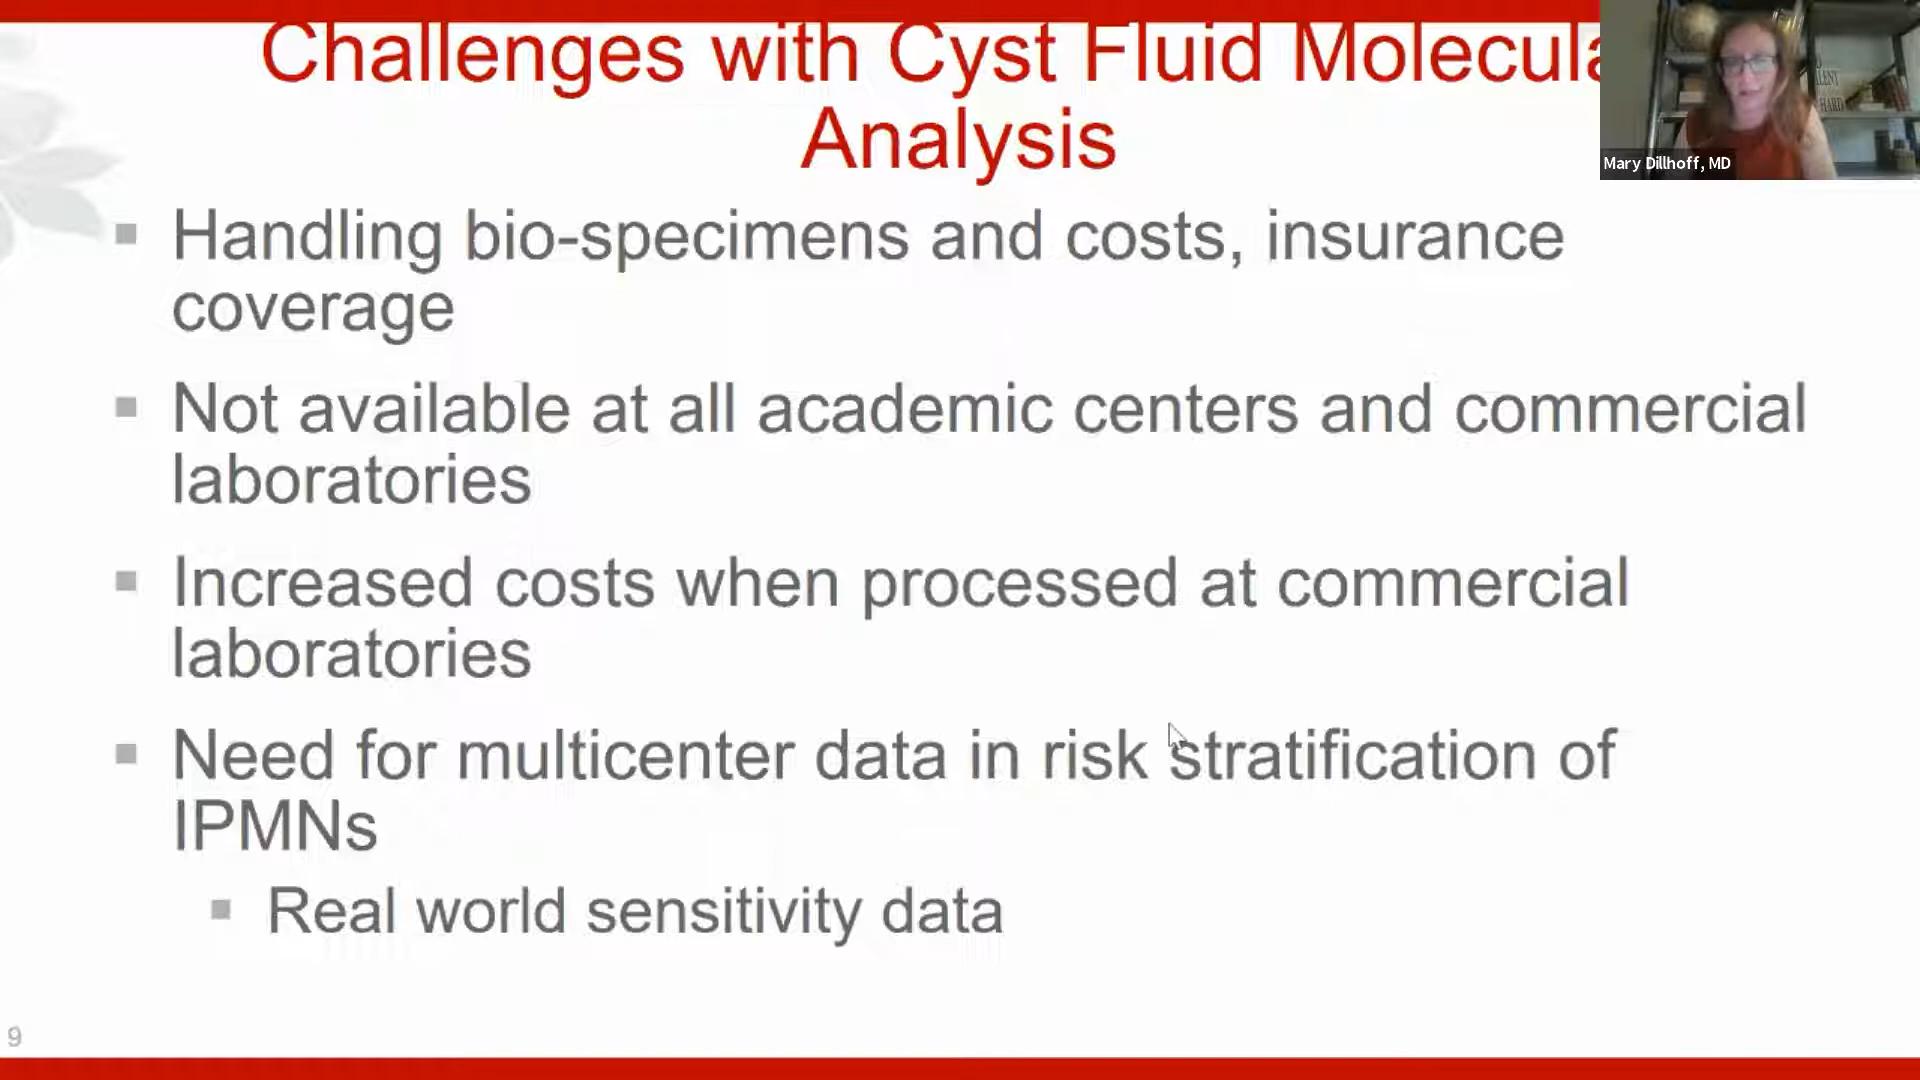 Challenges with Cyst Fluid Molecula
Analysis
Mary Dillhoff, MD
Handling bio-specimens and costs, insurance
coverage
Not available at all academic centers and commercial
laboratories
Increased costs when processed at commercial
laboratories
Need for multicenter data in risk stratification of
IPMNs
Real world sensitivity data
9
HARD